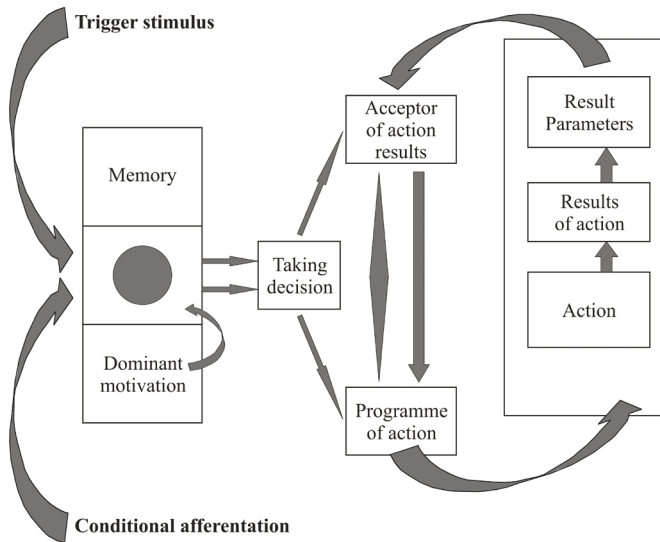 Trigger stimulus
Memory
Dominant
motivation
Taking
decision
Acceptor
of action
results
Programme
of action
Result
Parameters
Results
of action
Action
Conditional afferentation